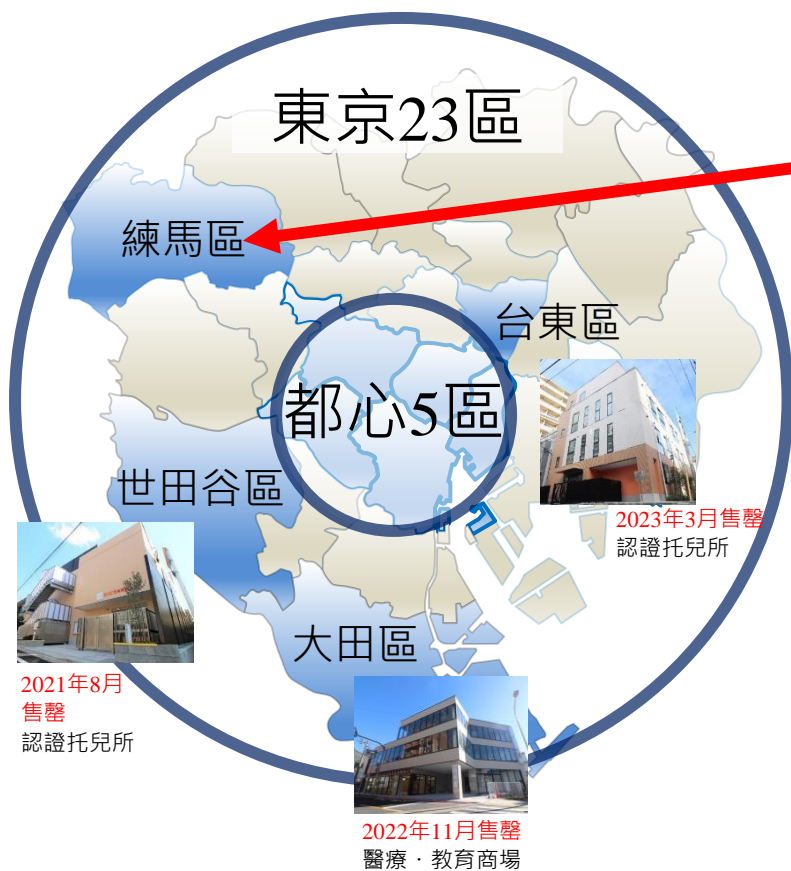 東京23區
練馬區
台東區
都心5區
世田谷區
2023年3月售罄
認證托兒所
大田區
2021年8月
售罄
認證托兒所
2022年11月售罄
醫療．教育商場